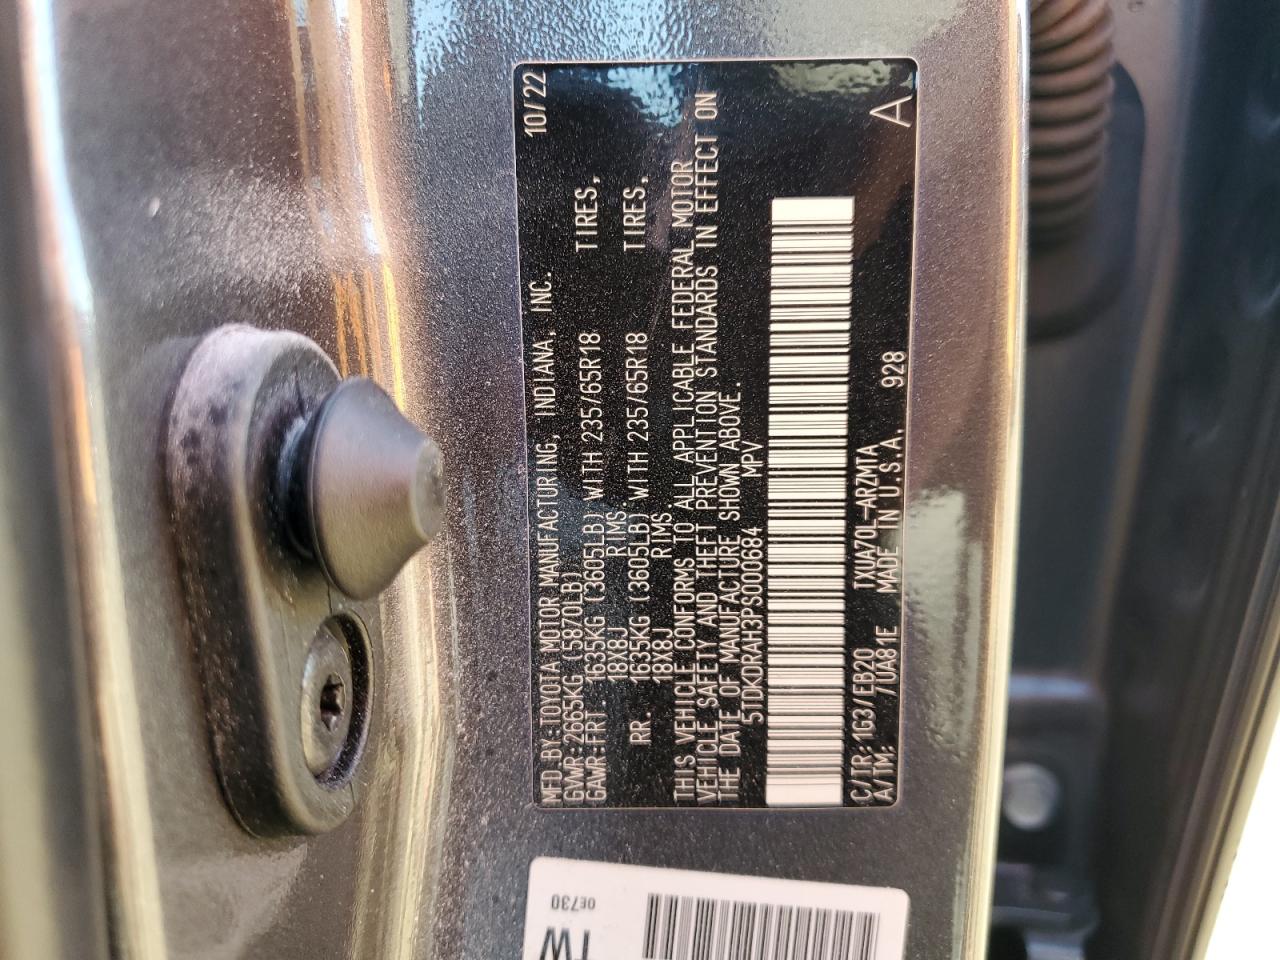 MFD.BY:TOYOTA MOTOR MANUFACTURING, INDIANA, INC. 10/22
GVWR:2665KG(5870LB)
GAWR:FRT. 1635KG(3605LB)WITH 235/65R18 TIRES,
18X8J RIMS.
RR. 1635KG(3605LB)WITH 235/65R18 TIRES,
18X8J RIMS.
THIS VEHICLE CONFORMS TO ALL APPLICABLE FEDERAL MOTOR
VEHICLE SAFETY AND THEFT PREVENTION STANDARDS IN EFFECT ON
THE DATE OF MANUFACTURE SHOWN ABOVE.
5TDKDRAH3PS000684 MPV
C/TR:1G3/EB20 TXUA70L-ARZMTA A
A/TM: 7/UA81E MADE IN U.S.A. 928
0E730
TW